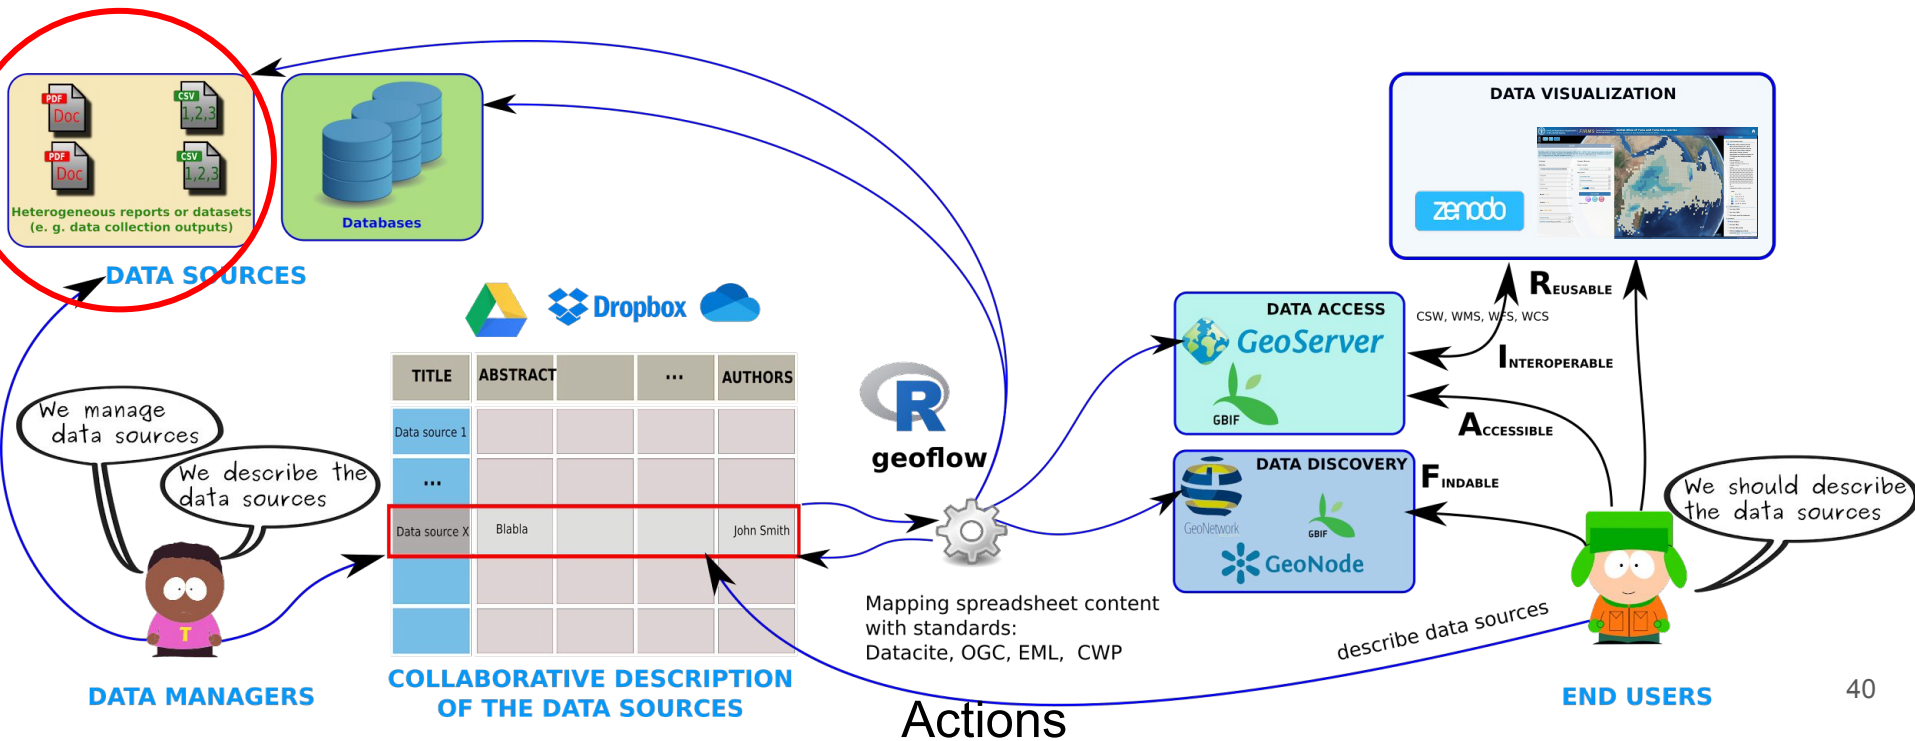 PDF
Doc
CSV
1,2,3
PDF
Doc
CSV
1,2,3
Heterogeneous reports or datasets
(e. g. data collection outputs)
Databases
DATA SOURCES
DATA VISUALIZATION
zenodo
Dropbox
TITLE
ABSTRACT
...
AUTHORS
Data source 1
...
Data source X
Blabla
John Smith
We manage
data sources
We describe the
data sources
T
DATA MANAGERS
COLLABORATIVE DESCRIPTION
OF THE DATA SOURCES
R
geoflow
Mapping spreadsheet content
with standards:
Datacite, OGC, EML, CWP
DATA ACCESS
GeoServer
GBIF
DATA DISCOVERY
GeoNetwork
GBIF
GeoNode
REUSABLE
CSW, WMS, WFS, WCS
INTEROPERABLE
ACCESSIBLE
FINDABLE
We should describe
the data sources
describe data sources
END USERS
40
Actions